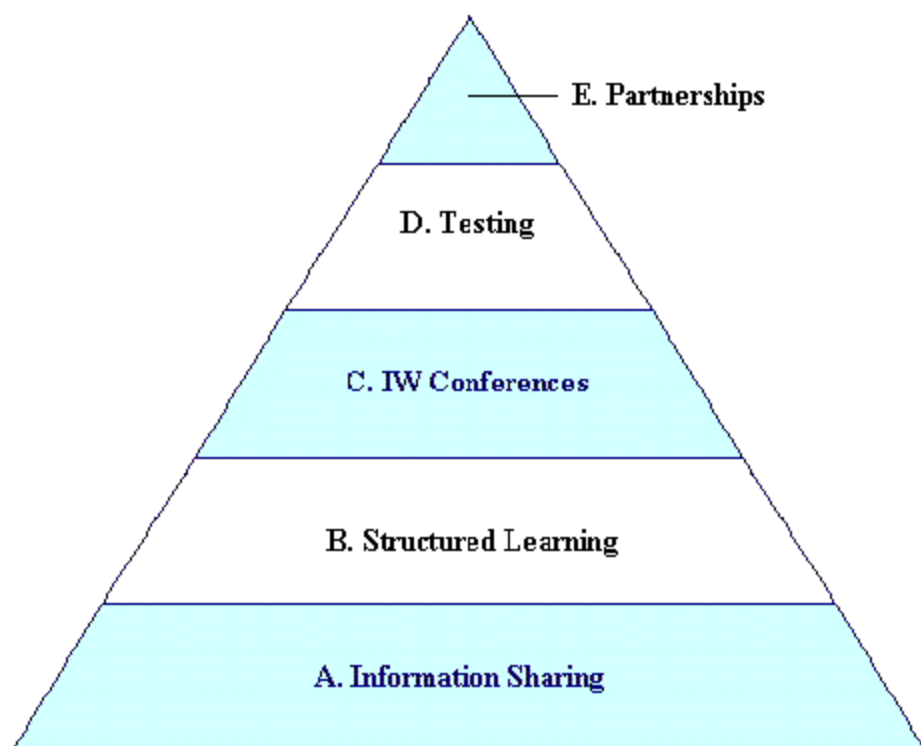 E. Partnerships
D. Testing
C. IW Conferences
B. Structured Learning
A. Information Sharing